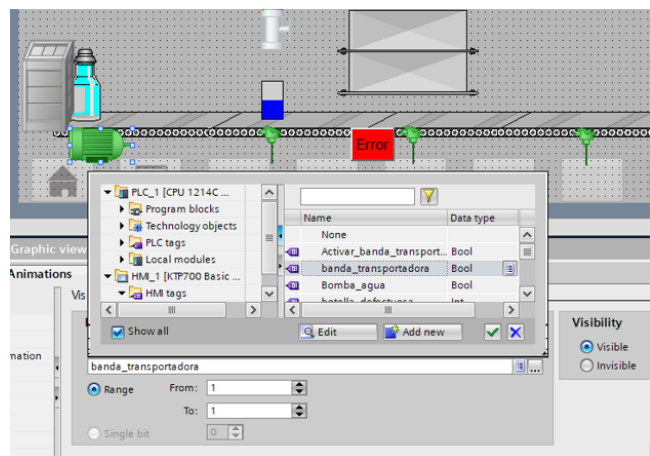 Error
PLC_1 [CPU 1214C ...
Program blocks
Technology objects
PLC tags
Local modules
HMI_1 [KTP700 Basic ...
HMI tags
Show all
Name Data type
None
Activar_banda_transport... Bool
banda_transportadora Bool
Bomba_agua Bool
botella_defectuosa Int
Edit
Add new
Graphic view
Animations
Vis
mation
banda_transportadora
...
Range From: 1
To: 1
Single bit 0
Visibility
Visible
Invisible